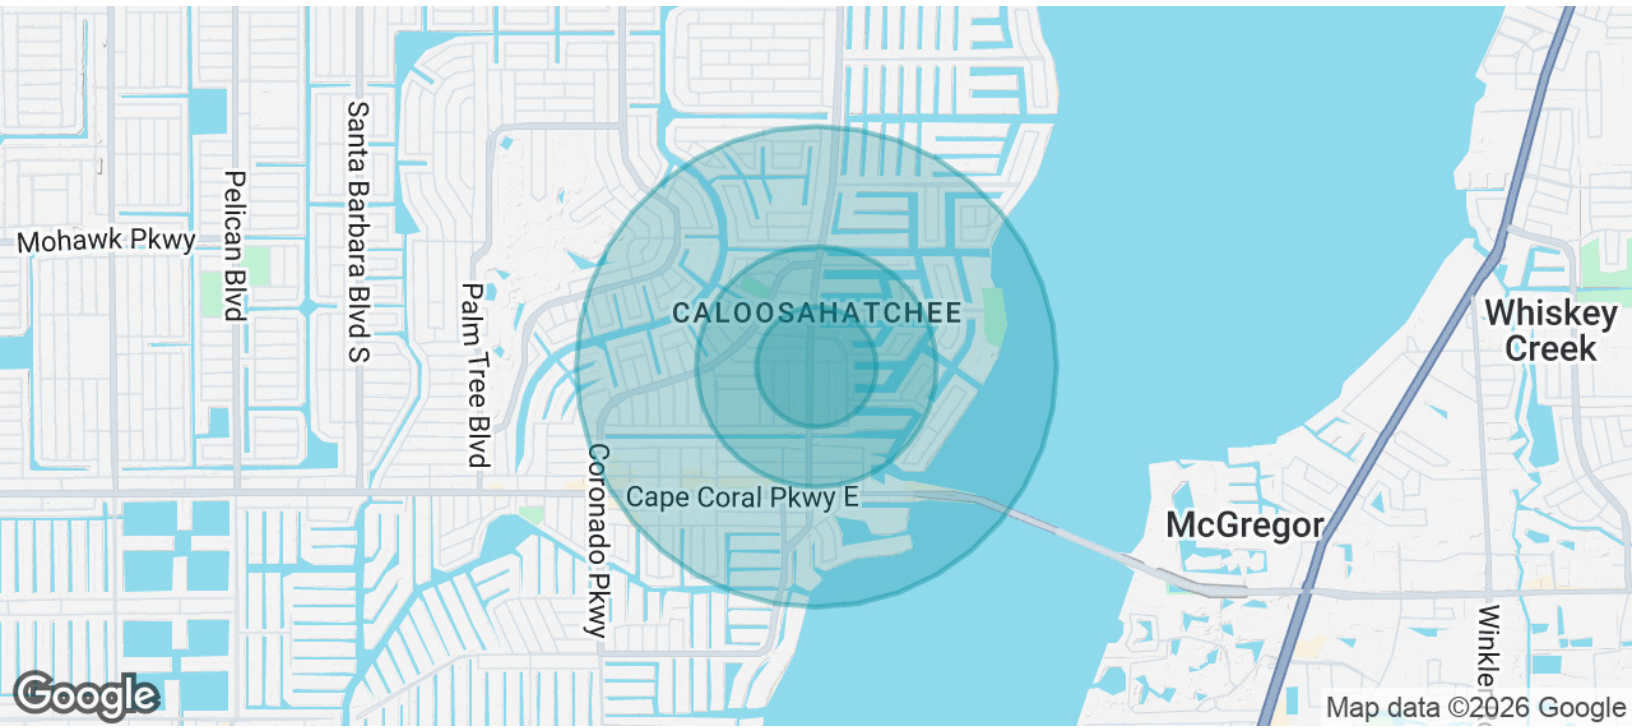 Santa Barbara Blvd S
Pelican Blvd
Mohawk Pkwy
Palm Tree Blvd
CALOOSAHATCHEE
Whiskey
Creek
Coronado Pkwy
Cape Coral Pkwy E
McGregor
Winkler
Google
Map data ©2026 Google